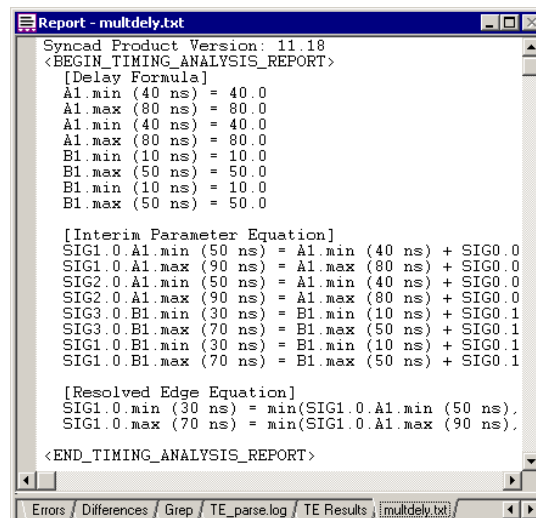 Report - multdely.txt
Syncad Product Version: 11.18
<BEGIN_TIMING_ANALYSIS_REPORT>
[Delay Formula]
A1.min (40 ns) = 40.0
A1.max (80 ns) = 80.0
A1.min (40 ns) = 40.0
A1.max (80 ns) = 80.0
B1.min (10 ns) = 10.0
B1.max (50 ns) = 50.0
B1.min (10 ns) = 10.0
B1.max (50 ns) = 50.0
[Interim Parameter Equation]
SIG1.0.A1.min (50 ns) = A1.min (40 ns) + SIG0.0
SIG1.0.A1.max (90 ns) = A1.max (80 ns) + SIG0.0
SIG2.0.A1.min (50 ns) = A1.min (40 ns) + SIG0.0
SIG2.0.A1.max (90 ns) = A1.max (80 ns) + SIG0.0
SIG3.0.B1.min (30 ns) = B1.min (10 ns) + SIG0.1
SIG3.0.B1.max (70 ns) = B1.max (50 ns) + SIG0.1
SIG1.0.B1.min (30 ns) = B1.min (10 ns) + SIG0.1
SIG1.0.B1.max (70 ns) = B1.max (50 ns) + SIG0.1
[Resolved Edge Equation]
SIG1.0.min (30 ns) = min(SIG1.0.A1.min (50 ns),
SIG1.0.max (70 ns) = min(SIG1.0.A1.max (90 ns),
<END_TIMING_ANALYSIS_REPORT>
Errors / Differences / Grep / TE_parse.log / TE Results / multdely.txt /